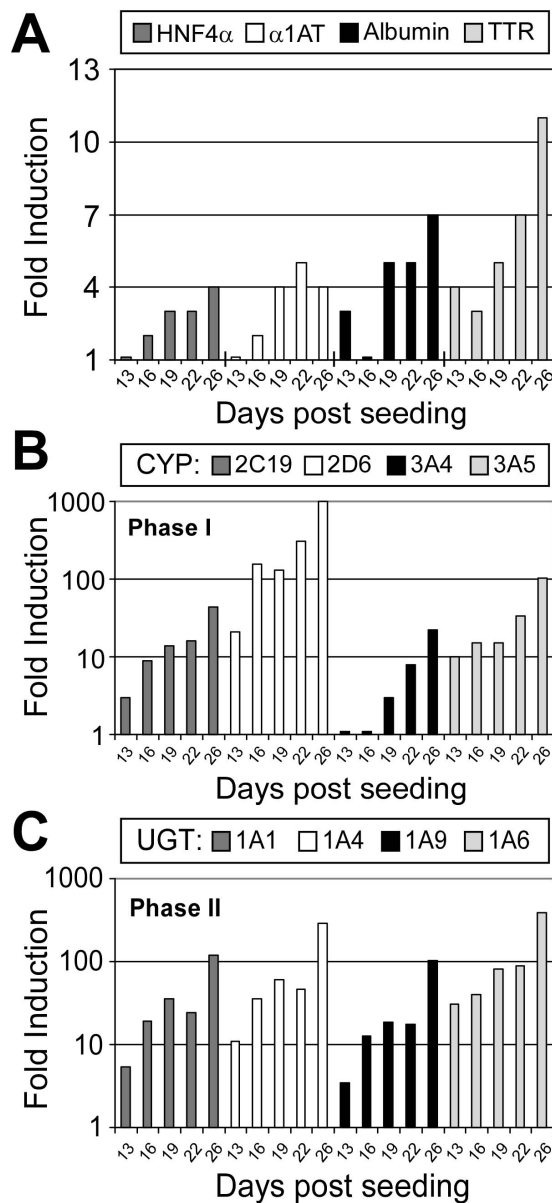 A
HNF4α α1AT Albumin TTR
Fold Induction
13
10
7
4
1
13 16 19 22 26 13 16 19 22 26 13 16 19 22 26 13 16 19 22 26
Days post seeding
B
CYP: 2C19 2D6 3A4 3A5
Phase I
Fold Induction
1000
100
10
1
13 16 19 22 26 13 16 19 22 26 13 16 19 22 26 13 16 19 22 26
Days post seeding
C
UGT: 1A1 1A4 1A9 1A6
Phase II
Fold Induction
1000
100
10
1
13 16 19 22 26 13 16 19 22 26 13 16 19 22 26 13 16 19 22 26
Days post seeding